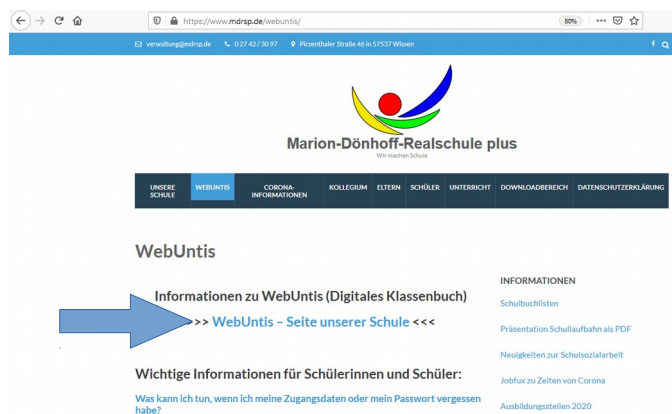 https://www.mdrsp.de/webuntis/
80%
verwaltung@mdrsp.de 0 27 42 / 30 97 Pirzenthaler Straße 46 in 57537 Wissen
Marion-Dönhoff-Realschule plus
Wir machen Schule
UNSERE SCHULE WEBUNTIS CORONA-INFORMATIONEN KOLLEGIUM ELTERN SCHÜLER UNTERRICHT DOWNLOADBEREICH DATENSCHUTZERKLÄRUNG
WebUntis
Informationen zu WebUntis (Digitales Klassenbuch)
>>> WebUntis – Seite unserer Schule <<<
Wichtige Informationen für Schülerinnen und Schüler:
Was kann ich tun, wenn ich meine Zugangsdaten oder mein Passwort vergessen
habe?
INFORMATIONEN
Schulbuchlisten
Präsentation Schullaufbahn als PDF
Neuigkeiten zur Schulsozialarbeit
Jobfux zu Zeiten von Corona
Ausbildungsstellen 2020